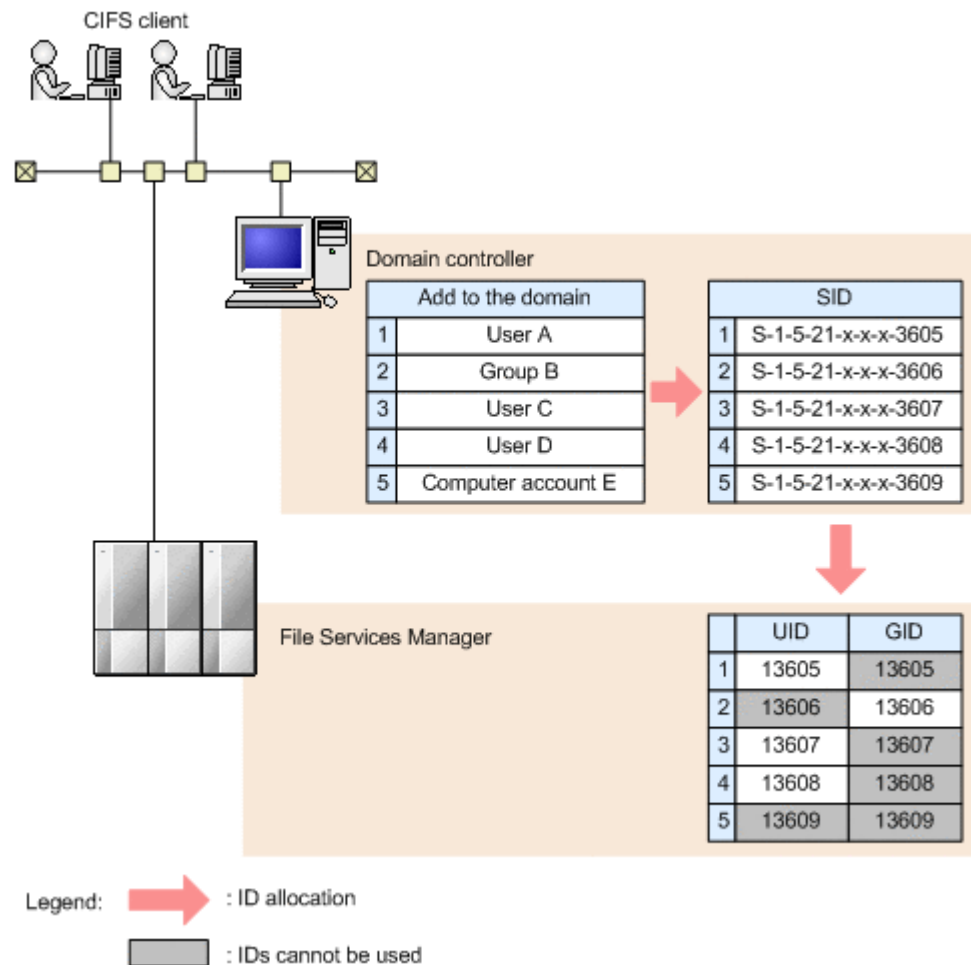 CIFS client
Domain controller
Add to the domain
SID
1 User A
1 S-1-5-21-x-x-x-3605
2 Group B
2 S-1-5-21-x-x-x-3606
3 User C
3 S-1-5-21-x-x-x-3607
4 User D
4 S-1-5-21-x-x-x-3608
5 Computer account E
5 S-1-5-21-x-x-x-3609
File Services Manager
UID GID
1 13605 13605
2 13606 13606
3 13607 13607
4 13608 13608
5 13609 13609
Legend:
: ID allocation
: IDs cannot be used